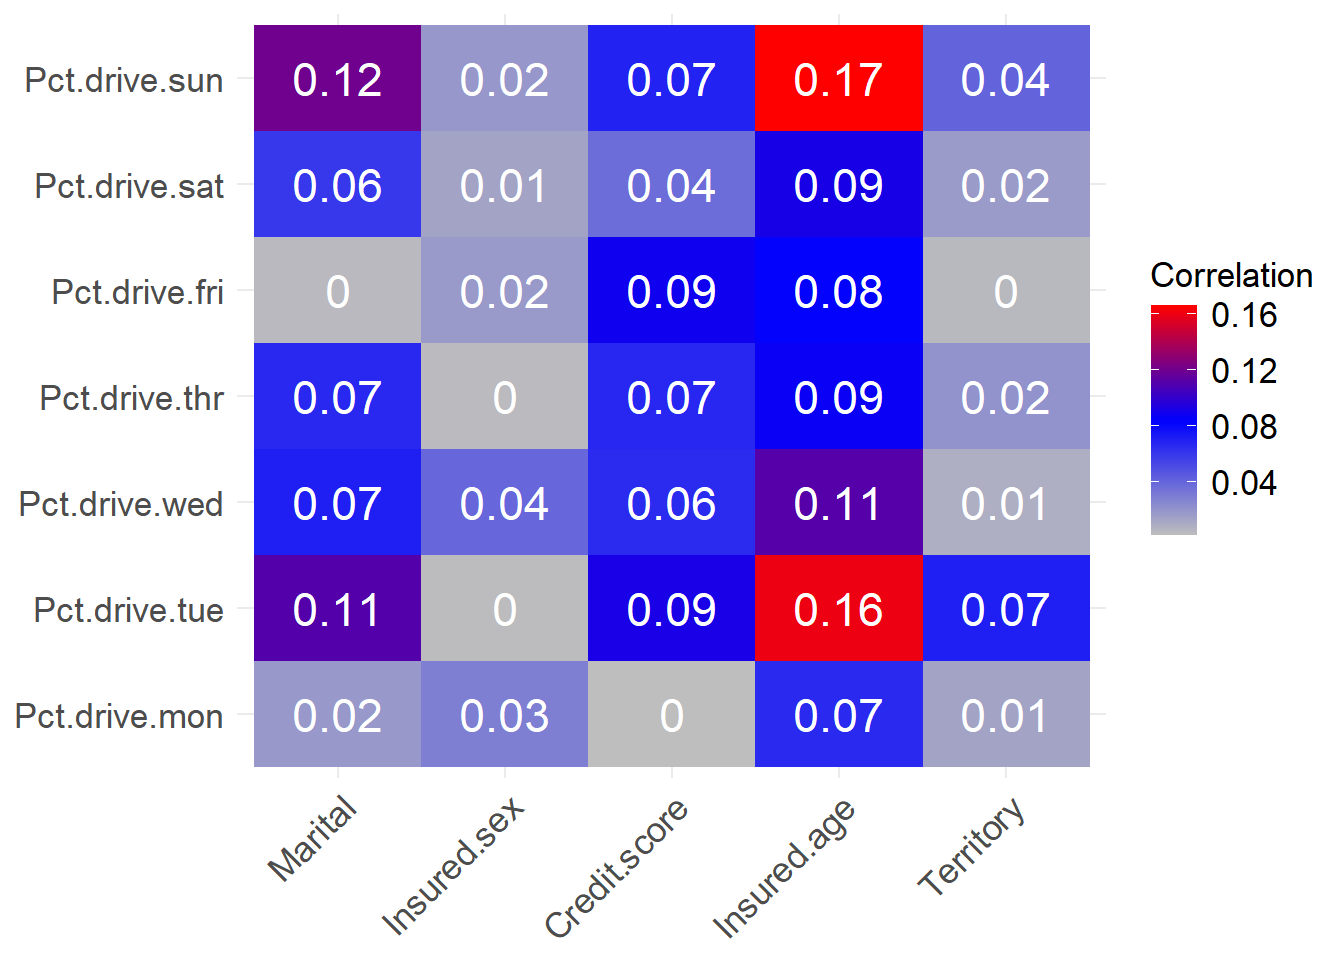 Pct.drive.sun 0.12 0.02 0.07 0.17 0.04
Pct.drive.sat 0.06 0.01 0.04 0.09 0.02
Pct.drive.fri 0 0.02 0.09 0.08 0
Pct.drive.thr 0.07 0 0.07 0.09 0.02
Pct.drive.wed 0.07 0.04 0.06 0.11 0.01
Pct.drive.tue 0.11 0 0.09 0.16 0.07
Pct.drive.mon 0.02 0.03 0 0.07 0.01
Marital Insured.sex Credit.score Insured.age Territory
Correlation
0.16
0.12
0.08
0.04